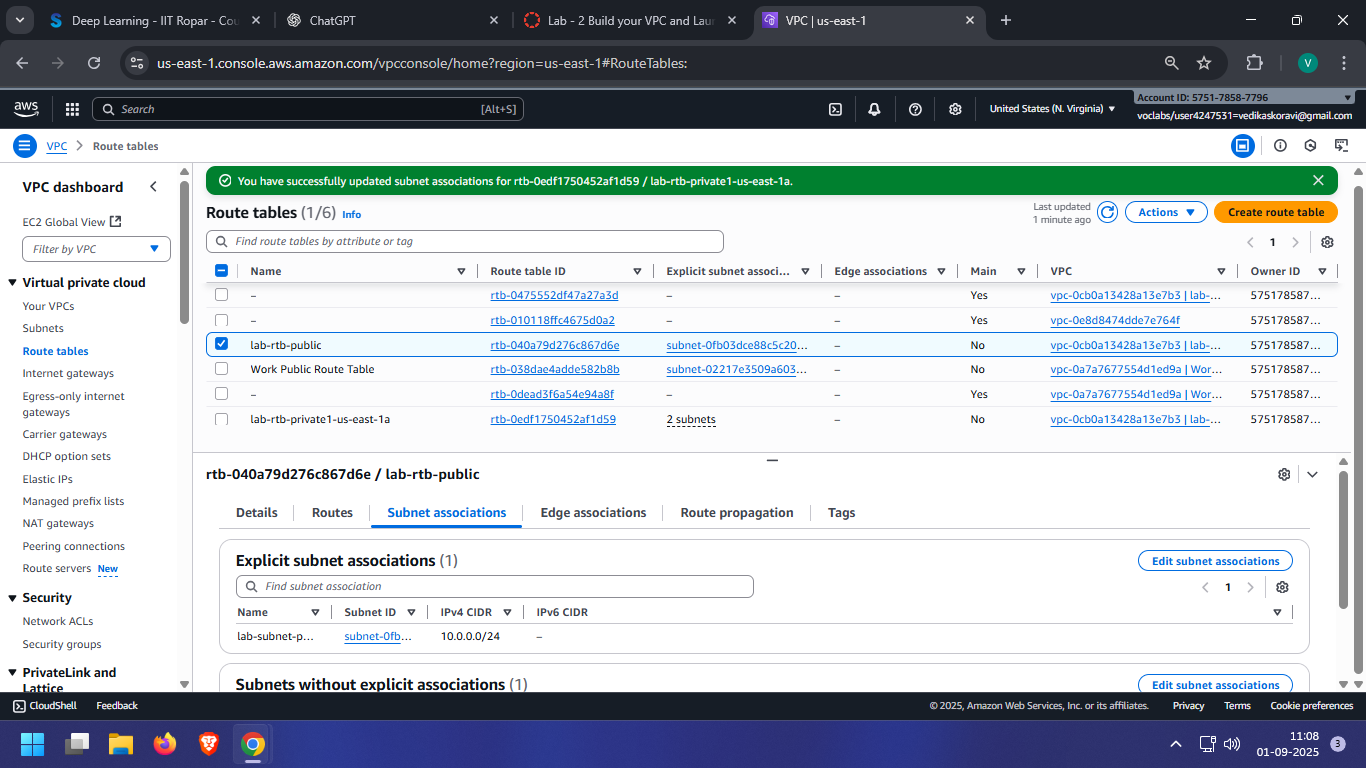 Deep Learning - IIT Ropar - Cou
ChatGPT
Lab - 2 Build your VPC and Laun
VPC | us-east-1
us-east-1.console.aws.amazon.com/vpcconsole/home?region=us-east-1#RouteTables:
V
aws
Search
[Alt+S]
United States (N. Virginia)
Account ID: 5751-7858-7796
voclabs/user4247531=vedikaskoravi@gmail.com
VPC
Route tables
VPC dashboard
EC2 Global View
Filter by VPC
Virtual private cloud
Your VPCs
Subnets
Route tables
Internet gateways
Egress-only internet
gateways
Carrier gateways
DHCP option sets
Elastic IPs
Managed prefix lists
NAT gateways
Peering connections
Route servers New
Security
Network ACLs
Security groups
PrivateLink and
Lattice
You have successfully updated subnet associations for rtb-0edf1750452af1d59 / lab-rtb-private1-us-east-1a.
Route tables (1/6) Info
Last updated
1 minute ago
Actions
Create route table
Find route tables by attribute or tag
1
Name Route table ID Explicit subnet associ... Edge associations Main VPC Owner ID
– rtb-0475552df47a27a3d – – Yes vpc-0cb0a13428a13e7b3 | lab-... 575178587...
– rtb-010118ffc4675d0a2 – – Yes vpc-0e8d8474dde7e764f 575178587...
lab-rtb-public rtb-040a79d276c867d6e subnet-0fb03dce88c5c20... – No vpc-0cb0a13428a13e7b3 | lab-... 575178587...
Work Public Route Table rtb-038dae4adde582b8b subnet-02217e3509a603... – No vpc-0a7a7677554d1ed9a | Wor... 575178587...
– rtb-0dead3f6a54e94a8f – – Yes vpc-0a7a7677554d1ed9a | Wor... 575178587...
lab-rtb-private1-us-east-1a rtb-0edf1750452af1d59 2 subnets – No vpc-0cb0a13428a13e7b3 | lab-... 575178587...
rtb-040a79d276c867d6e / lab-rtb-public
Details Routes Subnet associations Edge associations Route propagation Tags
Explicit subnet associations (1)
Edit subnet associations
Find subnet association
1
Name Subnet ID IPv4 CIDR IPv6 CIDR
lab-subnet-p... subnet-0fb... 10.0.0.0/24 –
Subnets without explicit associations (1)
Edit subnet associations
CloudShell Feedback
© 2025, Amazon Web Services, Inc. or its affiliates. Privacy Terms Cookie preferences
11:08
01-09-2025
3